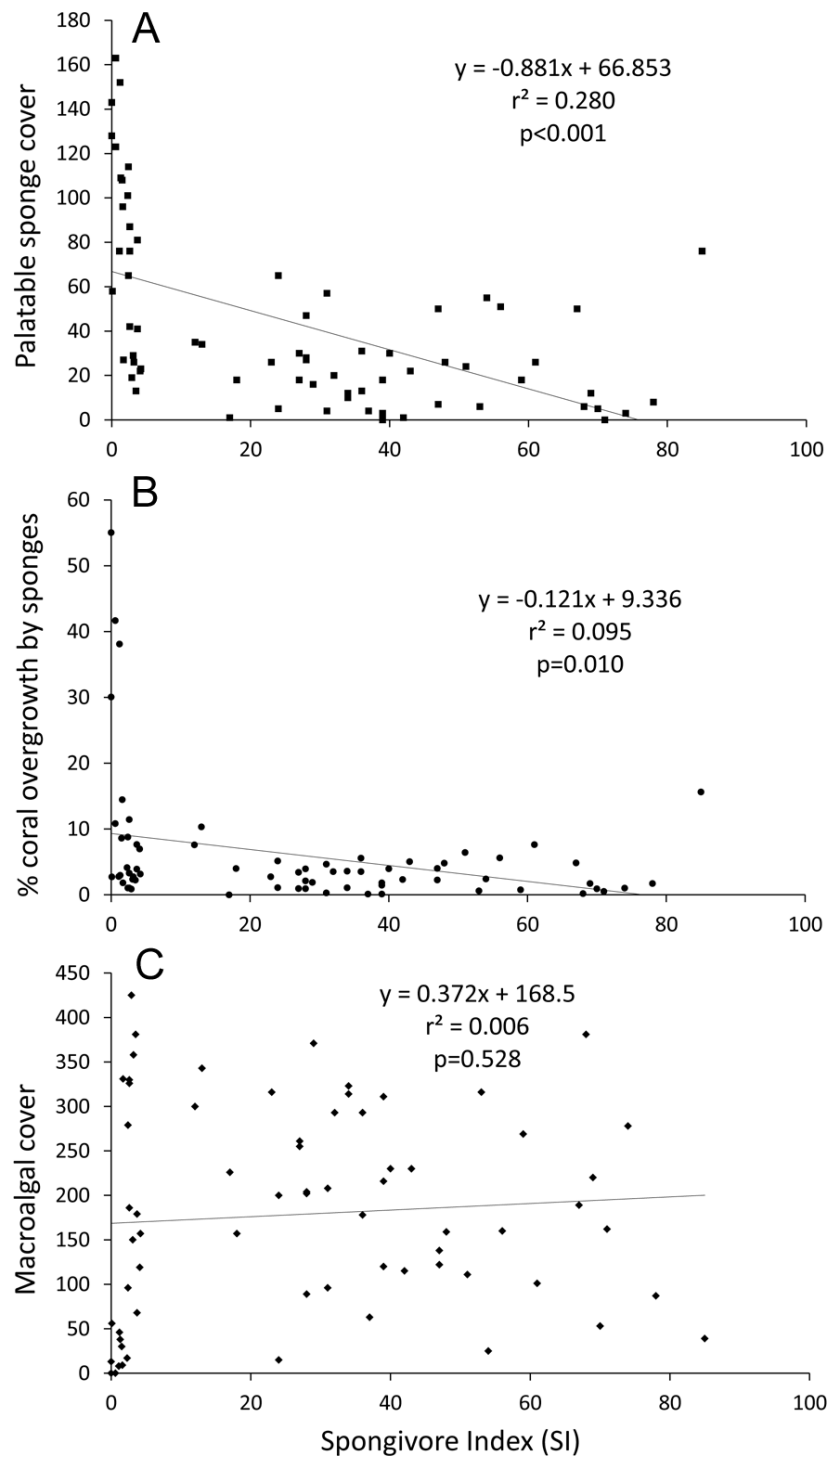 A
180
160
140
120
100
80
60
40
20
0
Palatable sponge cover
y = -0.881x + 66.853
r² = 0.280
p<0.001
0 20 40 60 80 100
B
60
50
40
30
20
10
0
% coral overgrowth by sponges
y = -0.121x + 9.336
r² = 0.095
p=0.010
0 20 40 60 80 100
C
450
400
350
300
250
200
150
100
50
0
Macroalgal cover
y = 0.372x + 168.5
r² = 0.006
p=0.528
0 20 40 60 80 100
Spongivore Index (SI)